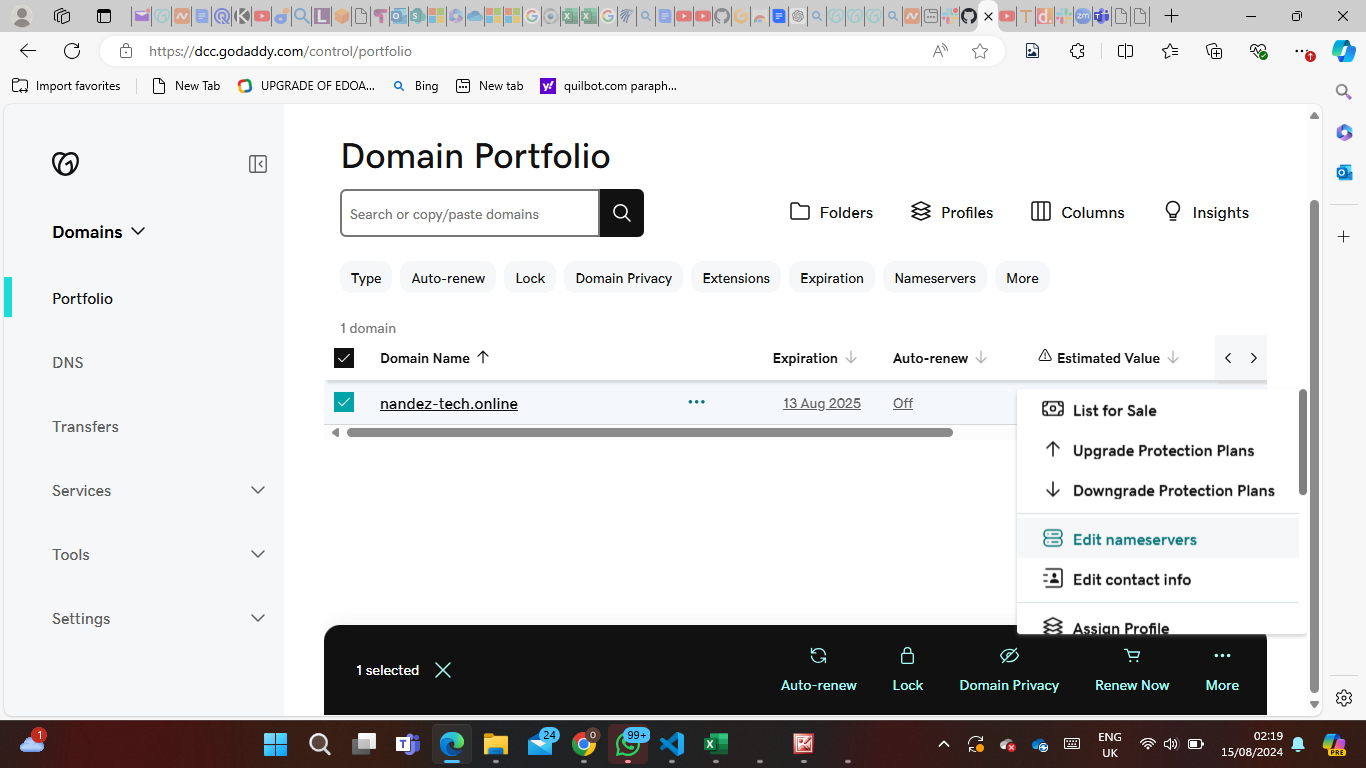 https://dcc.godaddy.com/control/portfolio
Import favorites
New Tab
UPGRADE OF EDOA...
Bing
New tab
quilbot.com paraph...
Domains
Portfolio
DNS
Transfers
Services
Tools
Settings
Domain Portfolio
Search or copy/paste domains
Folders
Profiles
Columns
Insights
Type
Auto-renew
Lock
Domain Privacy
Extensions
Expiration
Nameservers
More
1 domain
Domain Name
Expiration
Auto-renew
Estimated Value
nandez-tech.online
13 Aug 2025
Off
List for Sale
Upgrade Protection Plans
Downgrade Protection Plans
Edit nameservers
Edit contact info
Assign Profile
1 selected
Auto-renew
Lock
Domain Privacy
Renew Now
More
1
24
0
99+
ENG
UK
02:19
15/08/2024
PRE